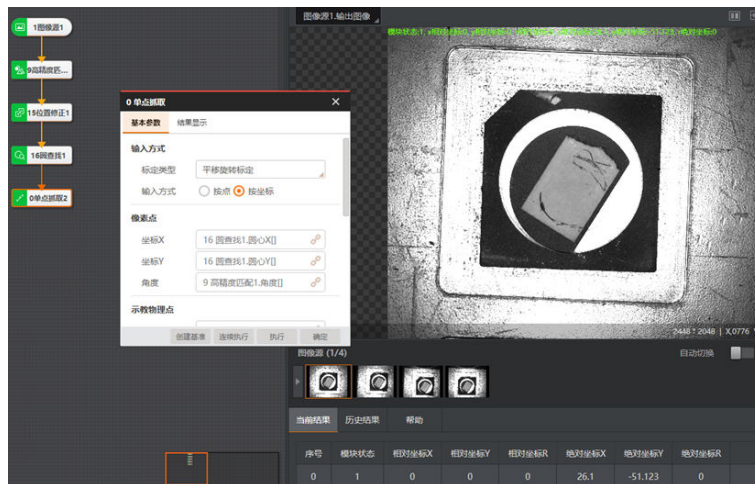 1图像源1
9高精度匹...
15位置修正1
16圆查找1
0单点抓取2
0 单点抓取
×
基本参数 结果显示
输入方式
标定类型 平移旋转标定
输入方式 按点 按坐标
像素点
坐标X 16 圆查找1.圆心X[]
坐标Y 16 圆查找1.圆心Y[]
角度 9 高精度匹配1.角度[]
示教物理点
创建基准 连续执行 执行 确定
图像源1.输出图像
模块状态:1,
-51.123,
2448 * 2048 | X,0776
图像源 (1/4) 自动切换
当前结果 历史结果 帮助
序号 模块状态 相对坐标X 相对坐标Y 相对坐标R 绝对坐标X 绝对坐标Y 绝对坐标R
0 1 0 0 0 26.1 -51.123 0